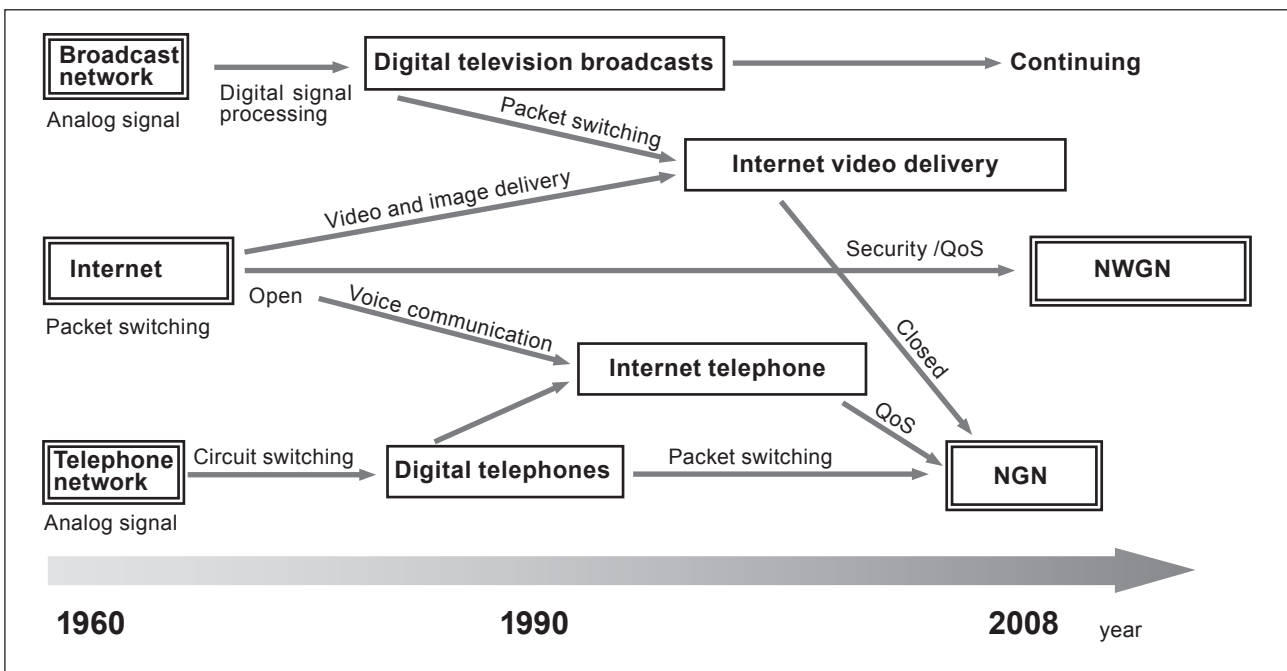 Broadcast
network
Analog signal
Digital signal
processing
Digital television broadcasts
Continuing
Packet switching
Internet video delivery
Video and image delivery
Internet
Packet switching
Open
Security /QoS
NWGN
Voice communication
Closed
Internet telephone
QoS
Telephone
network
Analog signal
Circuit switching
Digital telephones
Packet switching
NGN
1960
1990
2008
year